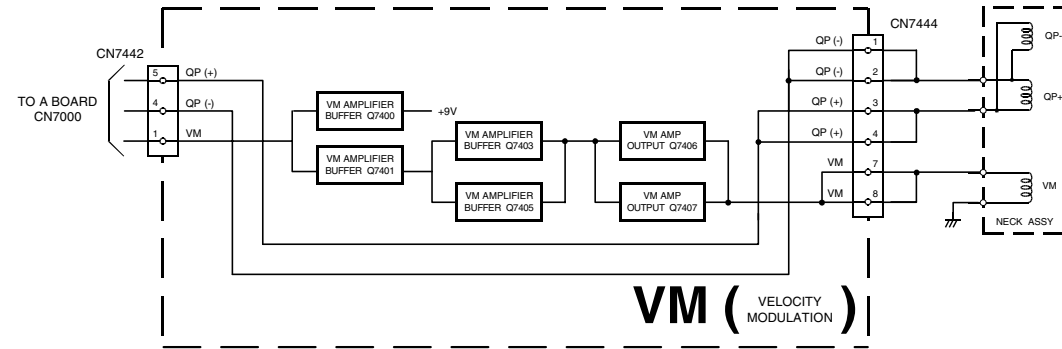 CN7442
TO A BOARD
CN7000
5 QP (+)
4 QP (-)
1 VM
VM AMPLIFIER
BUFFER Q7400
+9V
VM AMPLIFIER
BUFFER Q7401
VM AMPLIFIER
BUFFER Q7403
VM AMPLIFIER
BUFFER Q7405
VM AMP
OUTPUT Q7406
VM AMP
OUTPUT Q7407
CN7444
QP (-) 1
QP (-) 2
QP (+) 3
QP (+) 4
VM 7
VM 8
QP-
QP+
VM
NECK ASSY
VM ( VELOCITY
MODULATION )